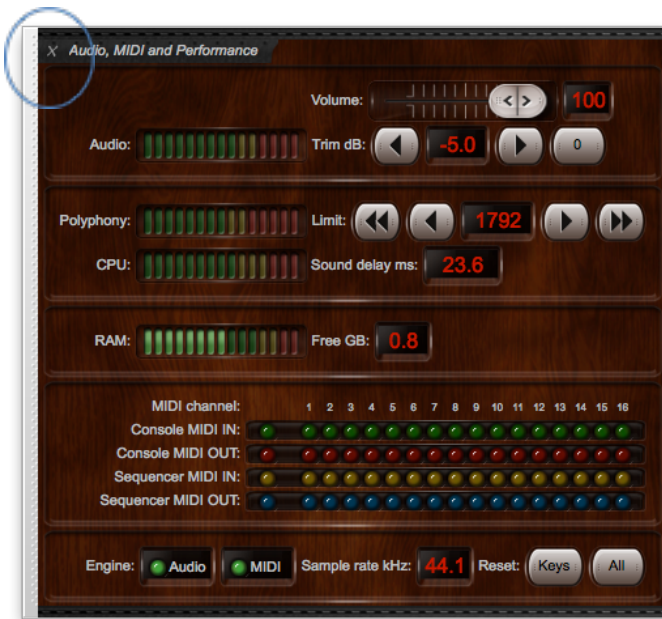 X Audio, MIDI and Performance
Volume: 100
Audio: Trim dB: -5.0 0
Polyphony: Limit: 1792
CPU: Sound delay ms: 23.6
RAM: Free GB: 0.8
MIDI channel: 1 2 3 4 5 6 7 8 9 10 11 12 13 14 15 16
Console MIDI IN:
Console MIDI OUT:
Sequencer MIDI IN:
Sequencer MIDI OUT:
Engine: Audio MIDI Sample rate kHz: 44.1 Reset: Keys All